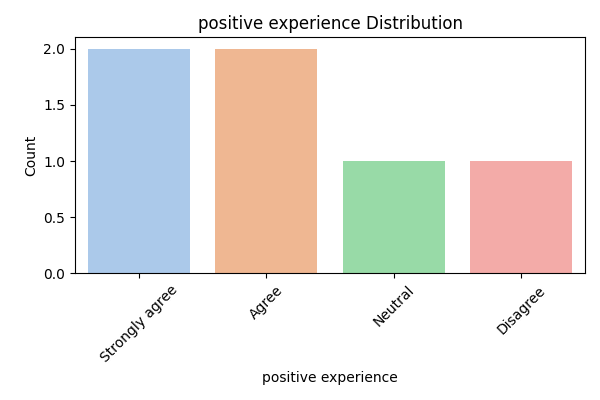 positive experience Distribution
2.0
1.5
1.0
0.5
0.0
Count
Strongly agree
Agree
Neutral
Disagree
positive experience